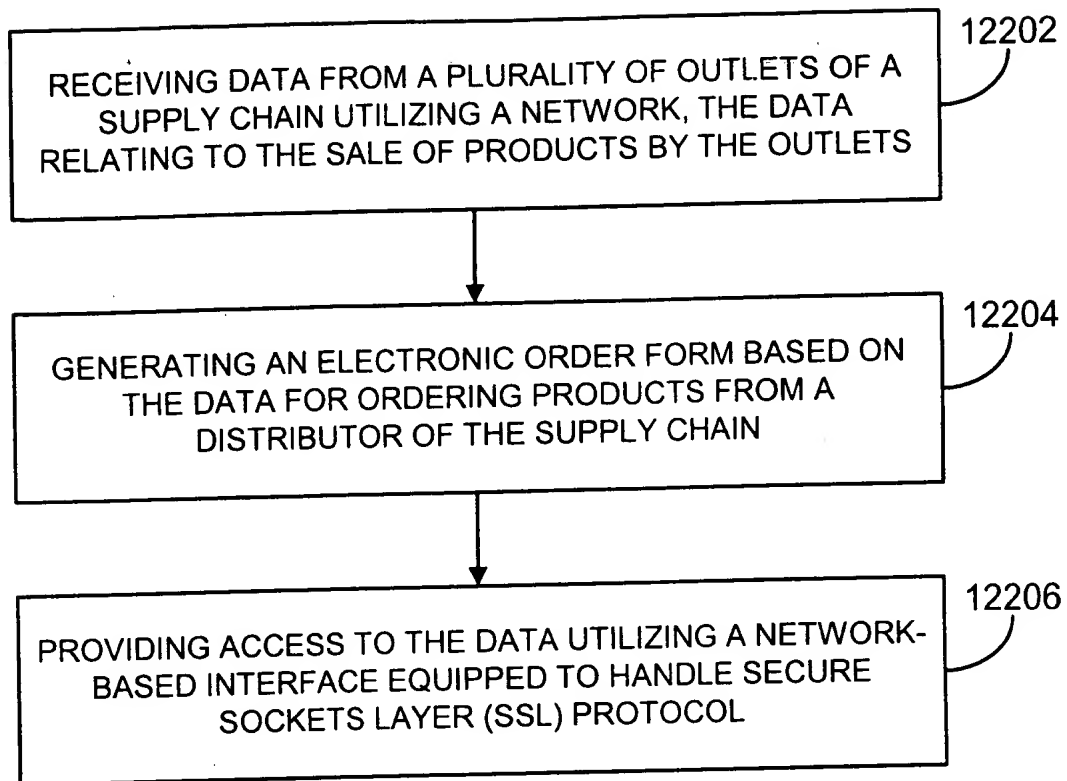 12202
RECEIVING DATA FROM A PLURALITY OF OUTLETS OF A
SUPPLY CHAIN UTILIZING A NETWORK, THE DATA
RELATING TO THE SALE OF PRODUCTS BY THE OUTLETS
12204
GENERATING AN ELECTRONIC ORDER FORM BASED ON
THE DATA FOR ORDERING PRODUCTS FROM A
DISTRIBUTOR OF THE SUPPLY CHAIN
12206
PROVIDING ACCESS TO THE DATA UTILIZING A NETWORK-
BASED INTERFACE EQUIPPED TO HANDLE SECURE
SOCKETS LAYER (SSL) PROTOCOL